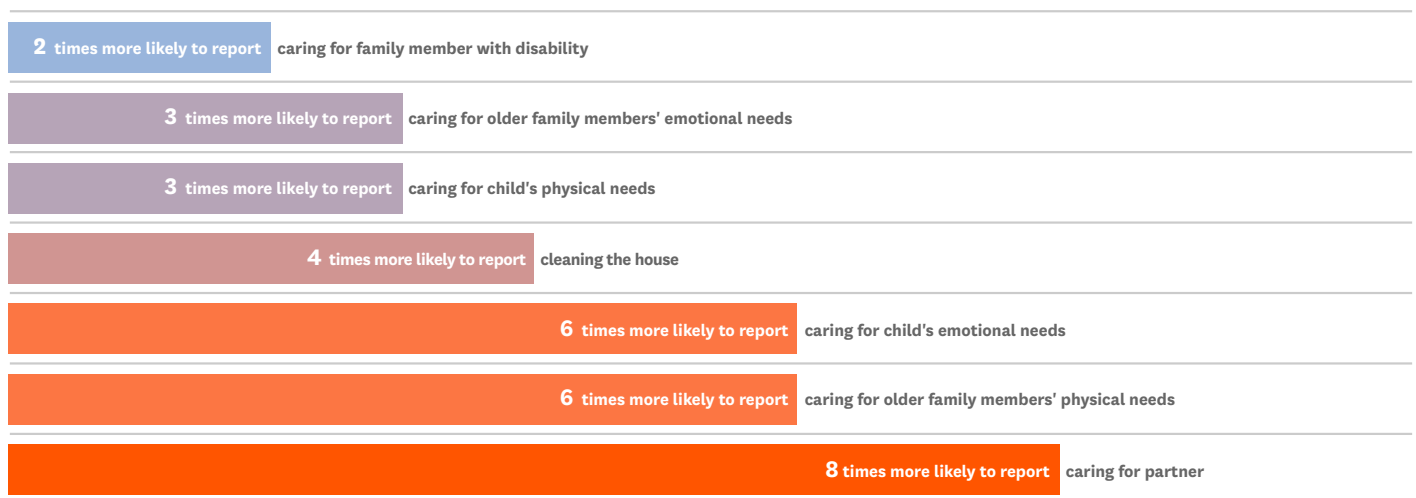 2 times more likely to report caring for family member with disability
3 times more likely to report caring for older family members' emotional needs
3 times more likely to report caring for child's physical needs
4 times more likely to report cleaning the house
6 times more likely to report caring for child's emotional needs
6 times more likely to report caring for older family members' physical needs
8 times more likely to report caring for partner